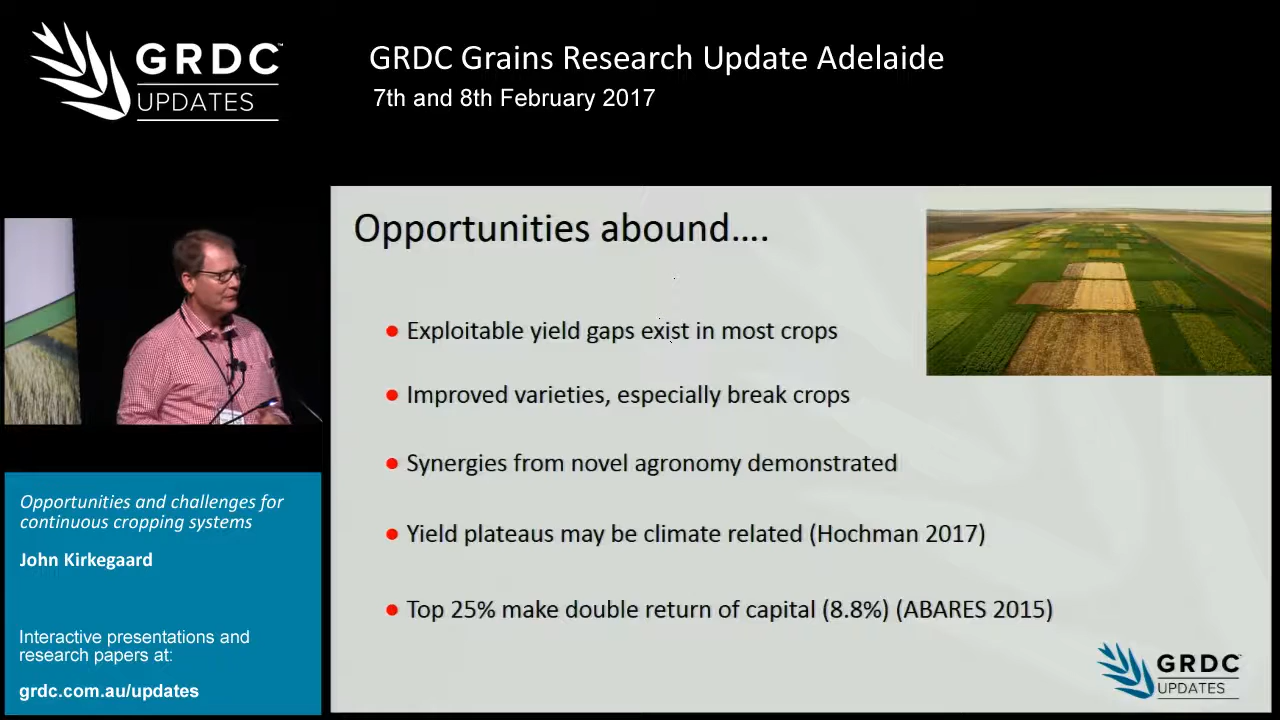 GRDC™
UPDATES
GRDC Grains Research Update Adelaide
7th and 8th February 2017
Opportunities abound….
• Exploitable yield gaps exist in most crops
• Improved varieties, especially break crops
• Synergies from novel agronomy demonstrated
• Yield plateaus may be climate related (Hochman 2017)
• Top 25% make double return of capital (8.8%) (ABARES 2015)
GRDC™
UPDATES
Opportunities and challenges for
continuous cropping systems
John Kirkegaard
Interactive presentations and
research papers at:
grdc.com.au/updates